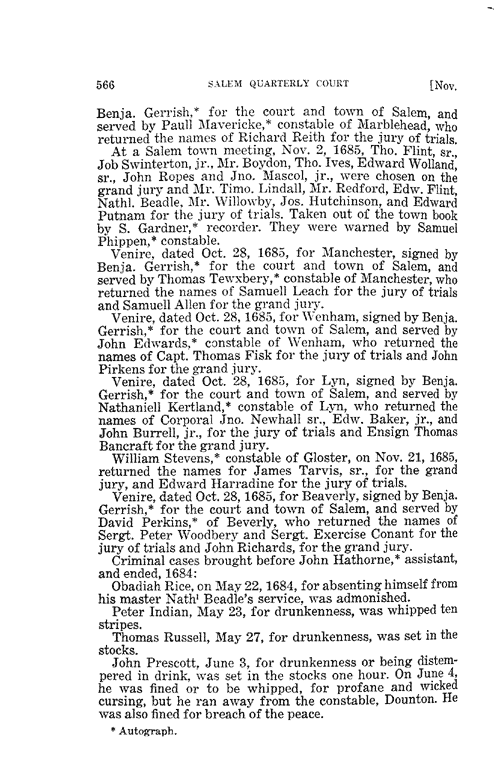 566 SALEM QUARTERLY COURT [Nov.
Benja. Gerrish,* for the court and town of Salem, and
served by Paull Mavericke,* constable of Marblehead, who
returned the names of Richard Reith for the jury of trials.
At a Salem town meeting, Nov. 2, 1685, Tho. Flint, sr.,
Job Swinterton, jr., Mr. Boydon, Tho. Ives, Edward Wolland,
sr., John Ropes and Jno. Mascol, jr., were chosen on the
grand jury and Mr. Timo. Lindall, Mr. Redford, Edw. Flint,
Nathl. Beadle, Mr. Willowby, Jos. Hutchinson, and Edward
Putnam for the jury of trials. Taken out of the town book
by S. Gardner,* recorder. They were warned by Samuel
Phippen,* constable.
Venire, dated Oct. 28, 1685, for Manchester, signed by
Benja. Gerrish,* for the court and town of Salem, and
served by Thomas Tewxbery,* constable of Manchester, who
returned the names of Samuell Leach for the jury of trials
and Samuell Allen for the grand jury.
Venire, dated Oct. 28, 1685, for Wenham, signed by Benja.
Gerrish,* for the court and town of Salem, and served by
John Edwards,* constable of Wenham, who returned the
names of Capt. Thomas Fisk for the jury of trials and John
Pirkens for the grand jury.
Venire, dated Oct. 28, 1685, for Lyn, signed by Benja.
Gerrish,* for the court and town of Salem, and served by
Nathaniell Kertland,* constable of Lyn, who returned the
names of Corporal Jno. Newhall sr., Edw. Baker, jr., and
John Burrell, jr., for the jury of trials and Ensign Thomas
Bancraft for the grand jury.
William Stevens,* constable of Gloster, on Nov. 21, 1685,
returned the names for James Tarvis, sr., for the grand
jury, and Edward Harradine for the jury of trials.
Venire, dated Oct. 28, 1685, for Beaverly, signed by Benja.
Gerrish,* for the court and town of Salem, and served by
David Perkins,* of Beverly, who returned the names of
Sergt. Peter Woodbery and Sergt. Exercise Conant for the
jury of trials and John Richards, for the grand jury.
Criminal cases brought before John Hathorne,* assistant,
and ended, 1684:
Obadiah Rice, on May 22, 1684, for absenting himself from
his master Nathˡ Beadle's service, was admonished.
Peter Indian, May 23, for drunkenness, was whipped ten
stripes.
Thomas Russell, May 27, for drunkenness, was set in the
stocks.
John Prescott, June 3, for drunkenness or being distem-
pered in drink, was set in the stocks one hour. On June 4,
he was fined or to be whipped, for profane and wicked
cursing, but he ran away from the constable, Dounton. He
was also fined for breach of the peace.
* Autograph.